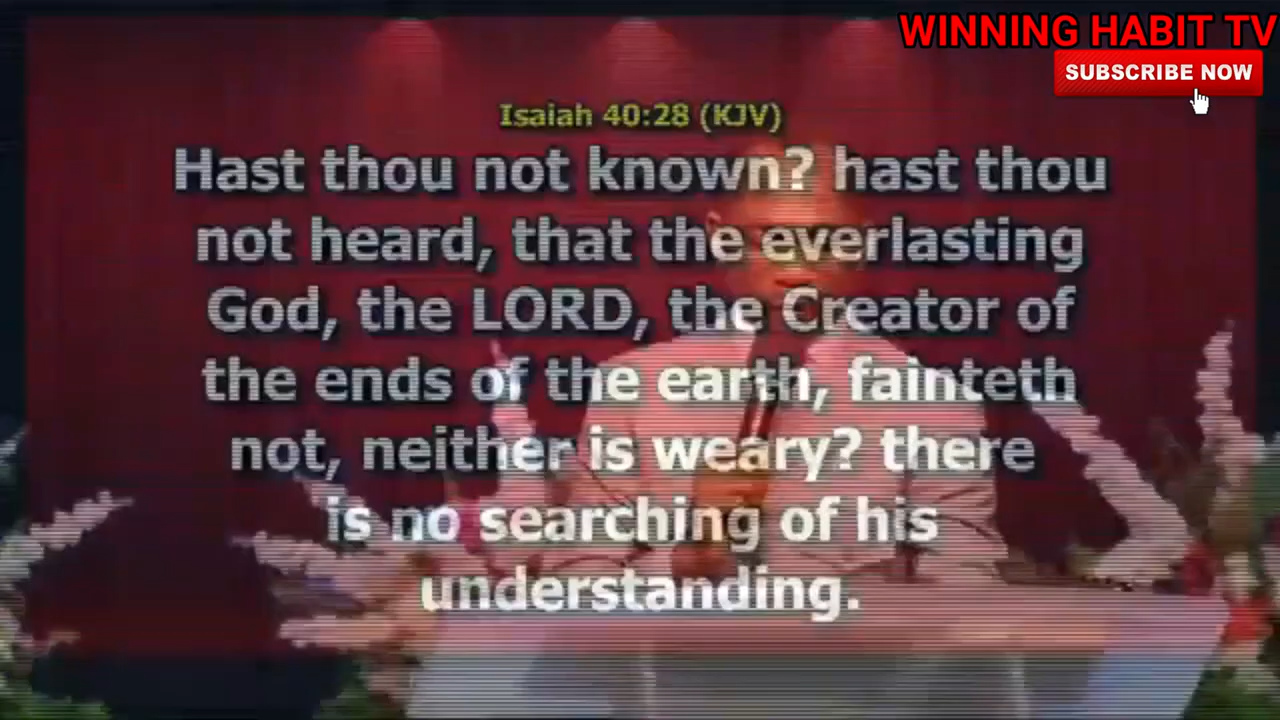 WINNING HABIT TV
SUBSCRIBE NOW
Isaiah 40:28 (KJV)
Hast thou not known? hast thou
not heard, that the everlasting
God, the LORD, the Creator of
the ends of the earth, fainteth
not, neither is weary? there
is no searching of his
understanding.